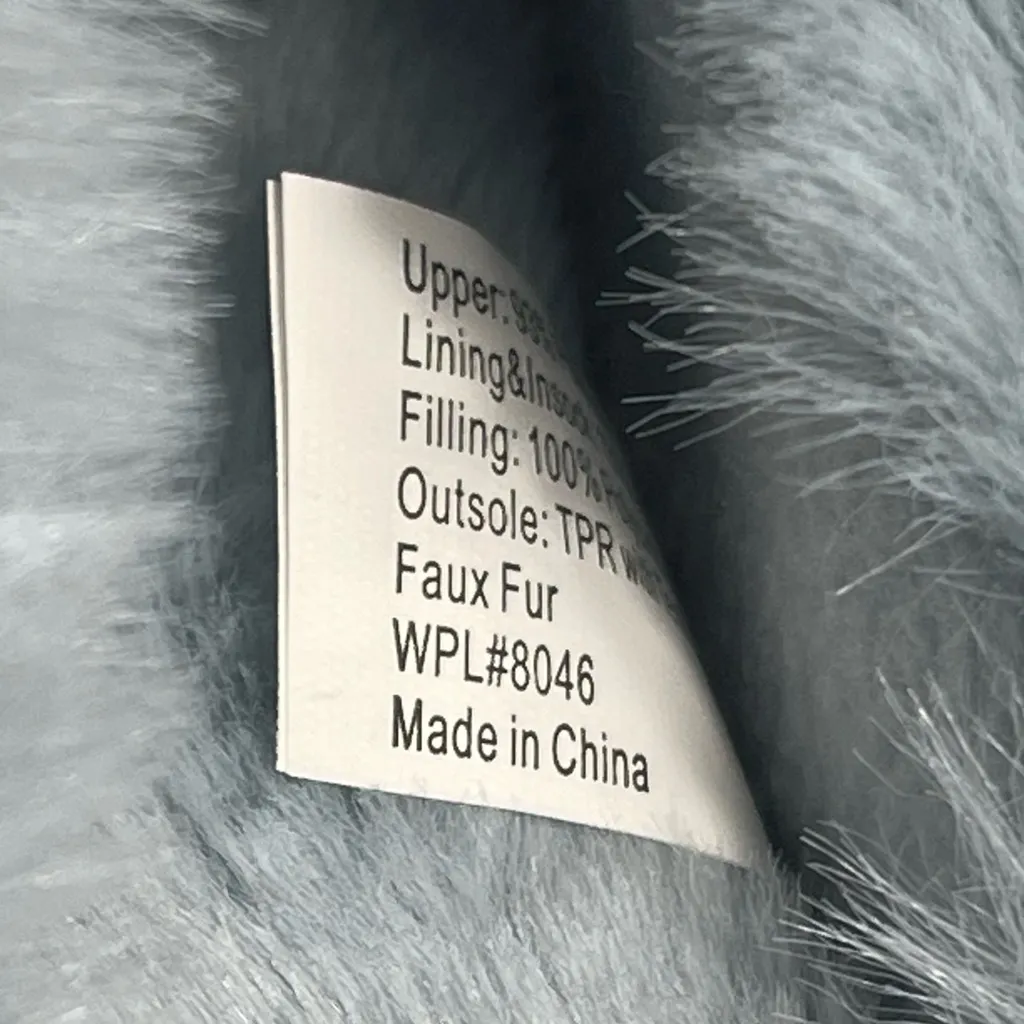 Upper:
Lining&
Filling: 100%
Outsole: TPR
Faux Fur
WPL#8046
Made in China